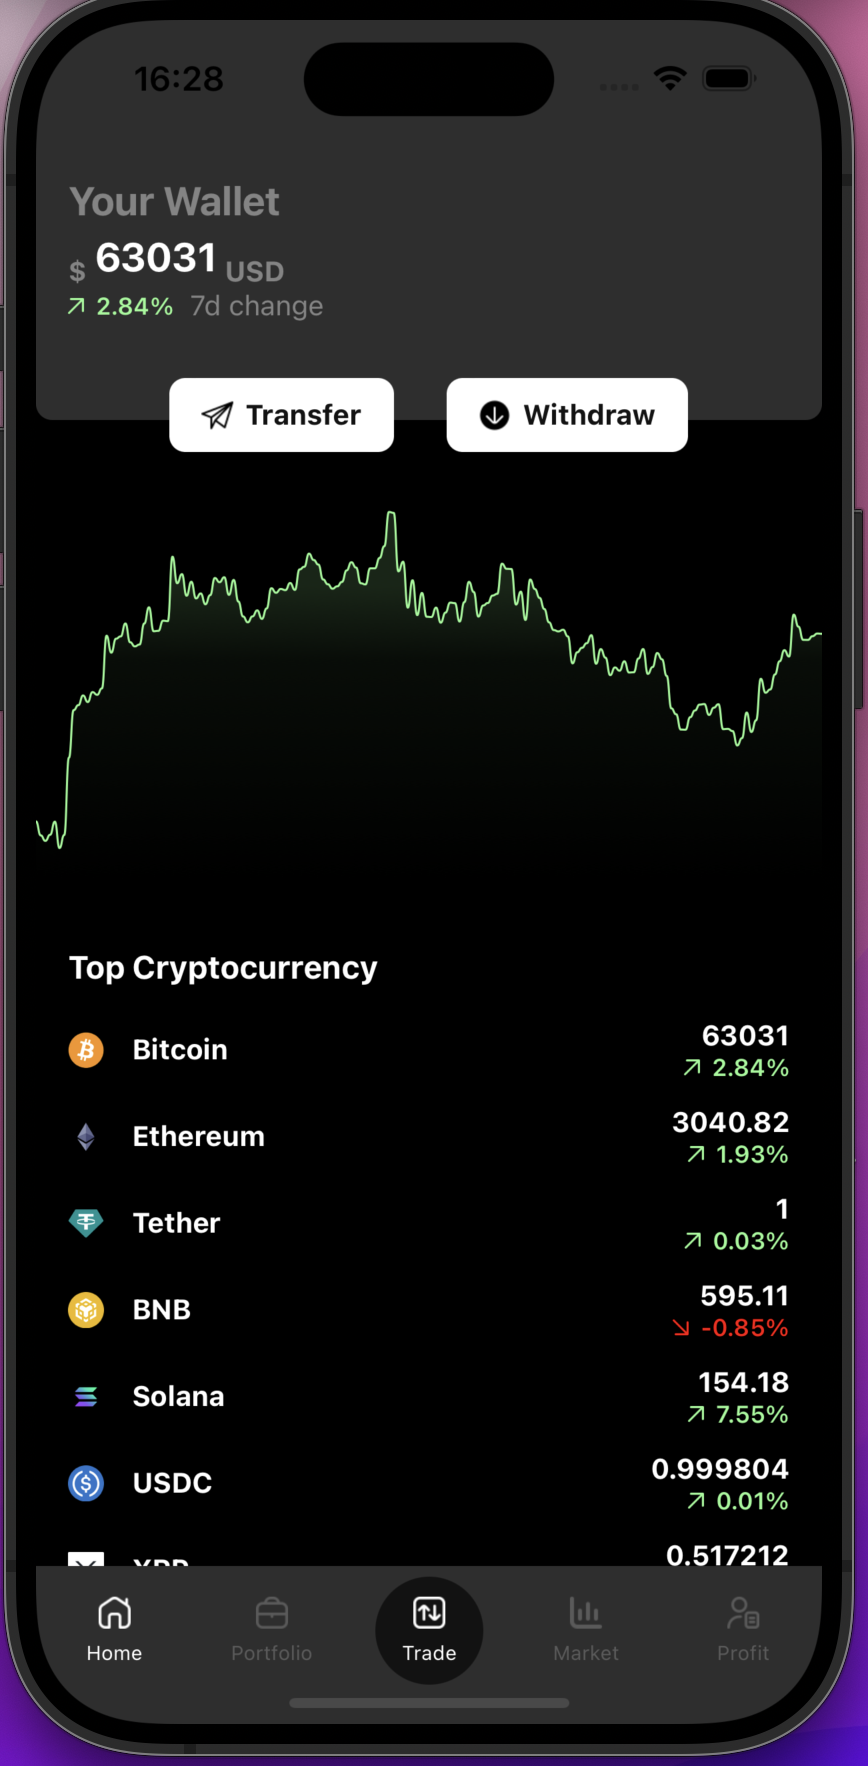 16:28
Your Wallet
$ 63031 USD
2.84% 7d change
Transfer
Withdraw
Top Cryptocurrency
Bitcoin
63031
2.84%
Ethereum
3040.82
1.93%
Tether
1
0.03%
BNB
595.11
-0.85%
Solana
154.18
7.55%
USDC
0.999804
0.01%
XRP
0.517212
Home
Portfolio
Trade
Market
Profit